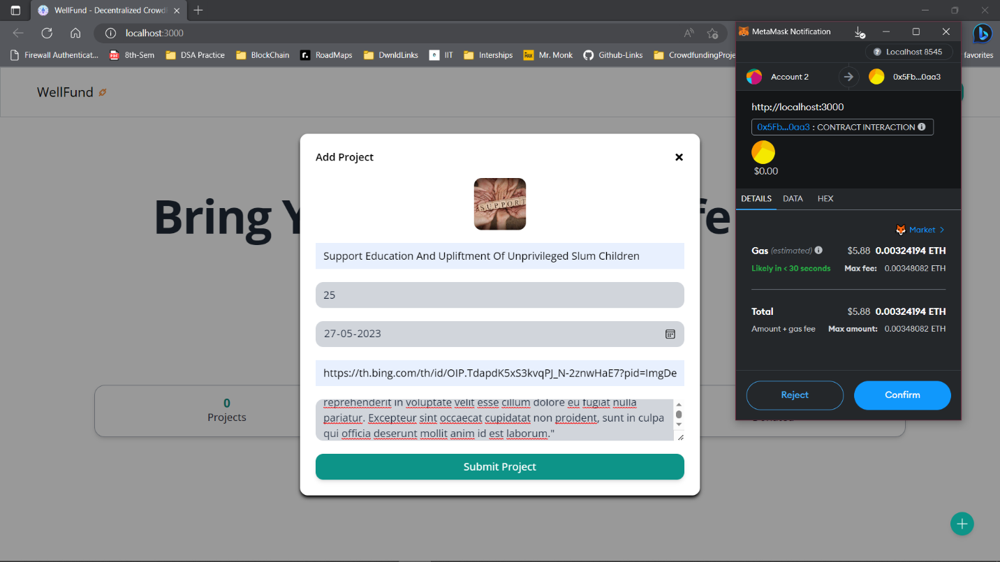 WellFund - Decentralized Crowdf
localhost:3000
Firewall Authenticat...
8th-Sem
DSA Practice
BlockChain
RoadMaps
DwnldLinks
IIT
Interships
Mr. Monk
Github-Links
CrowdfundingProje
favorites
WellFund
Bring Y
fe
0
Projects
Add Project
SUPPORT
Support Education And Upliftment Of Unprivileged Slum Children
25
27-05-2023
https://th.bing.com/th/id/OIP.TdapdK5xS3kvqPJ_N-2znwHaE7?pid=ImgDe
reprehenderit in voluptate velit esse cillum dolore eu fugiat nulla
pariatur. Excepteur sint occaecat cupidatat non proident, sunt in culpa
qui officia deserunt mollit anim id est laborum."
Submit Project
MetaMask Notification
Localhost 8545
Account 2
0x5Fb...0aa3
http://localhost:3000
0x5Fb...0aa3 : CONTRACT INTERACTION
$0.00
DETAILS DATA HEX
Market >
Gas (estimated) $5.88 0.00324194 ETH
Likely in < 30 seconds Max fee: 0.00348082 ETH
Total $5.88 0.00324194 ETH
Amount + gas fee Max amount: 0.00348082 ETH
Reject
Confirm